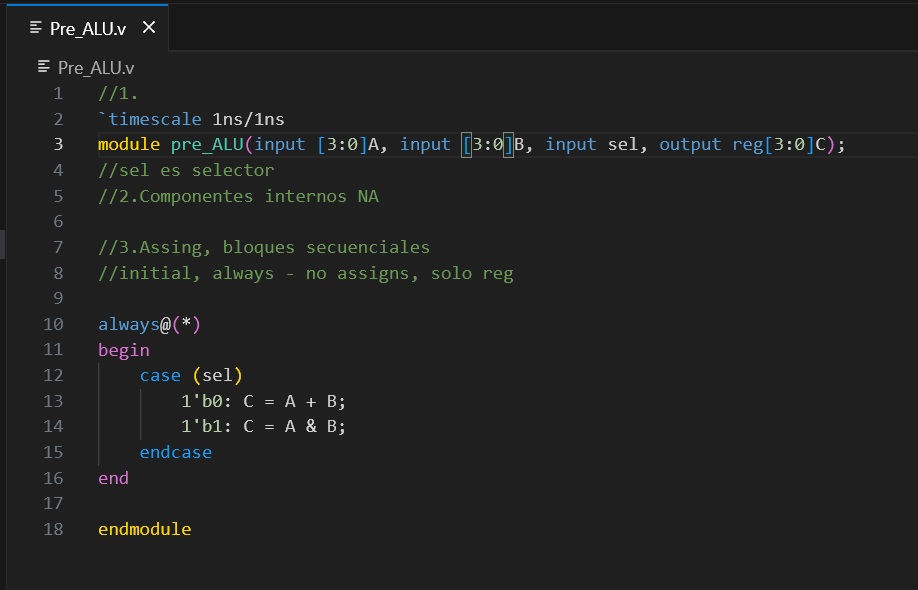 Pre_ALU.v
Pre_ALU.v
1 //1.
2 `timescale 1ns/1ns
3 module pre_ALU(input [3:0]A, input [3:0]B, input sel, output reg[3:0]C);
4 //sel es selector
5 //2.Componentes internos NA
6
7 //3.Assing, bloques secuenciales
8 //initial, always - no assigns, solo reg
9
10 always@(*)
11 begin
12     case (sel)
13         1'b0: C = A + B;
14         1'b1: C = A & B;
15     endcase
16 end
17
18 endmodule